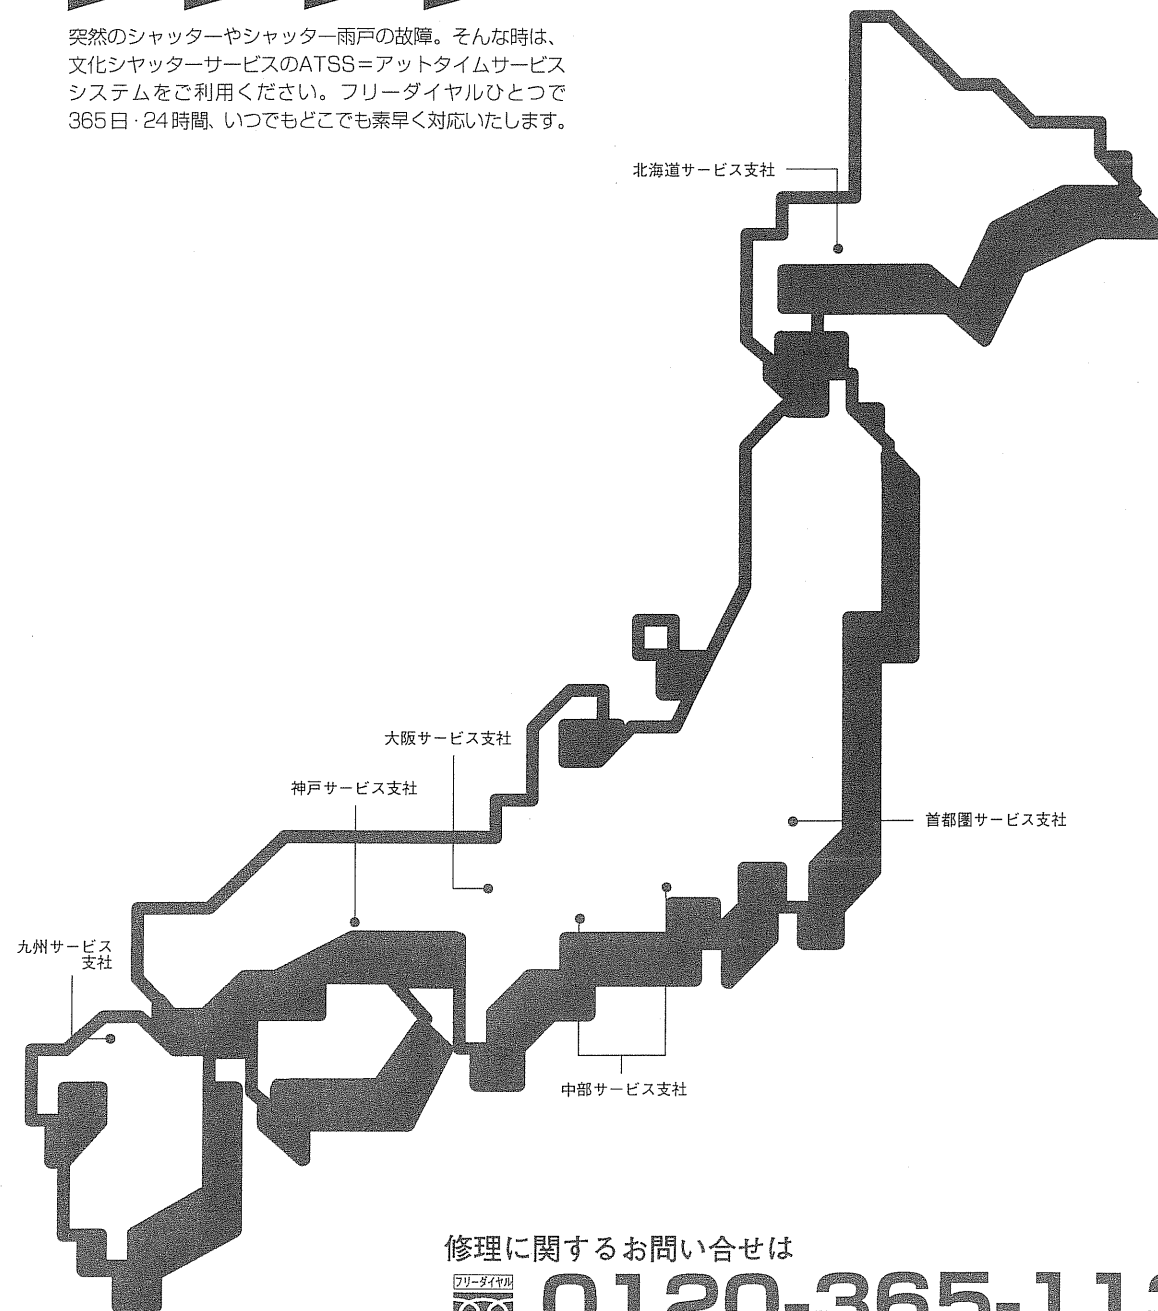 突然のシャッターやシャッター雨戸の故障。そんな時は、
文化シヤッターサービスのATSS=アットタイムサービス
システムをご利用ください。フリーダイヤルひとつで
365日・24時間、いつでもどこでも素早く対応いたします。
北海道サービス支社
大阪サービス支社
神戸サービス支社
首都圏サービス支社
九州サービス
支社
中部サービス支社
修理に関するお問い合せは
フリーダイヤル
0120-365-11